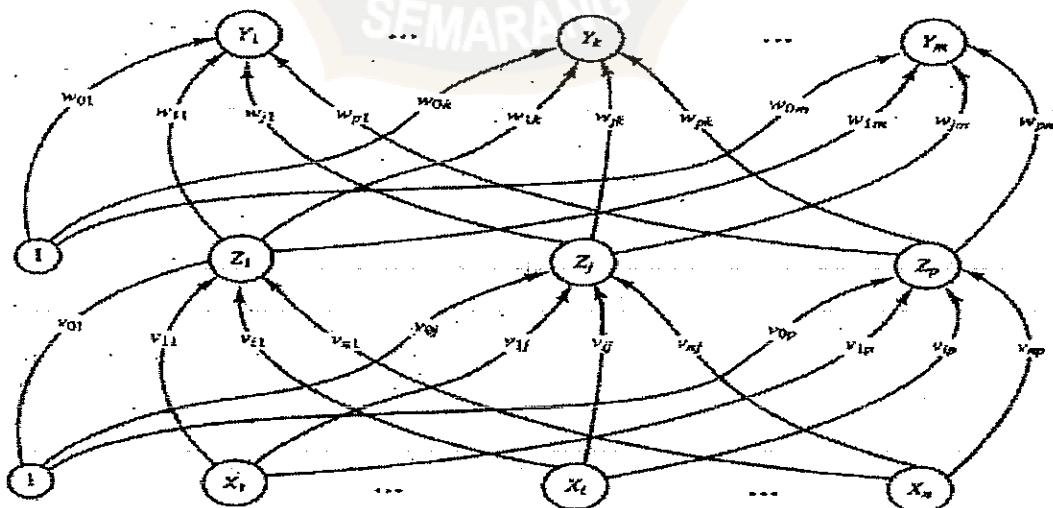 SEMARANG
Y₁ ... Yₖ ... Yₘ
w₀₁ w₁₁ wⱼ₁ wₚ₁ w₀ₖ w₁ₖ wⱼₖ wₚₖ w₀ₘ w₁ₘ wⱼₘ wₚₘ
1 Z₁ Zⱼ Zₚ
v₀₁ v₁₁ vᵢ₁ vₙ₁ v₀ⱼ v₁ⱼ vᵢⱼ vₙⱼ v₀ₚ v₁ₚ vᵢₚ vₙₚ
1 X₁ ... Xᵢ ... Xₙ